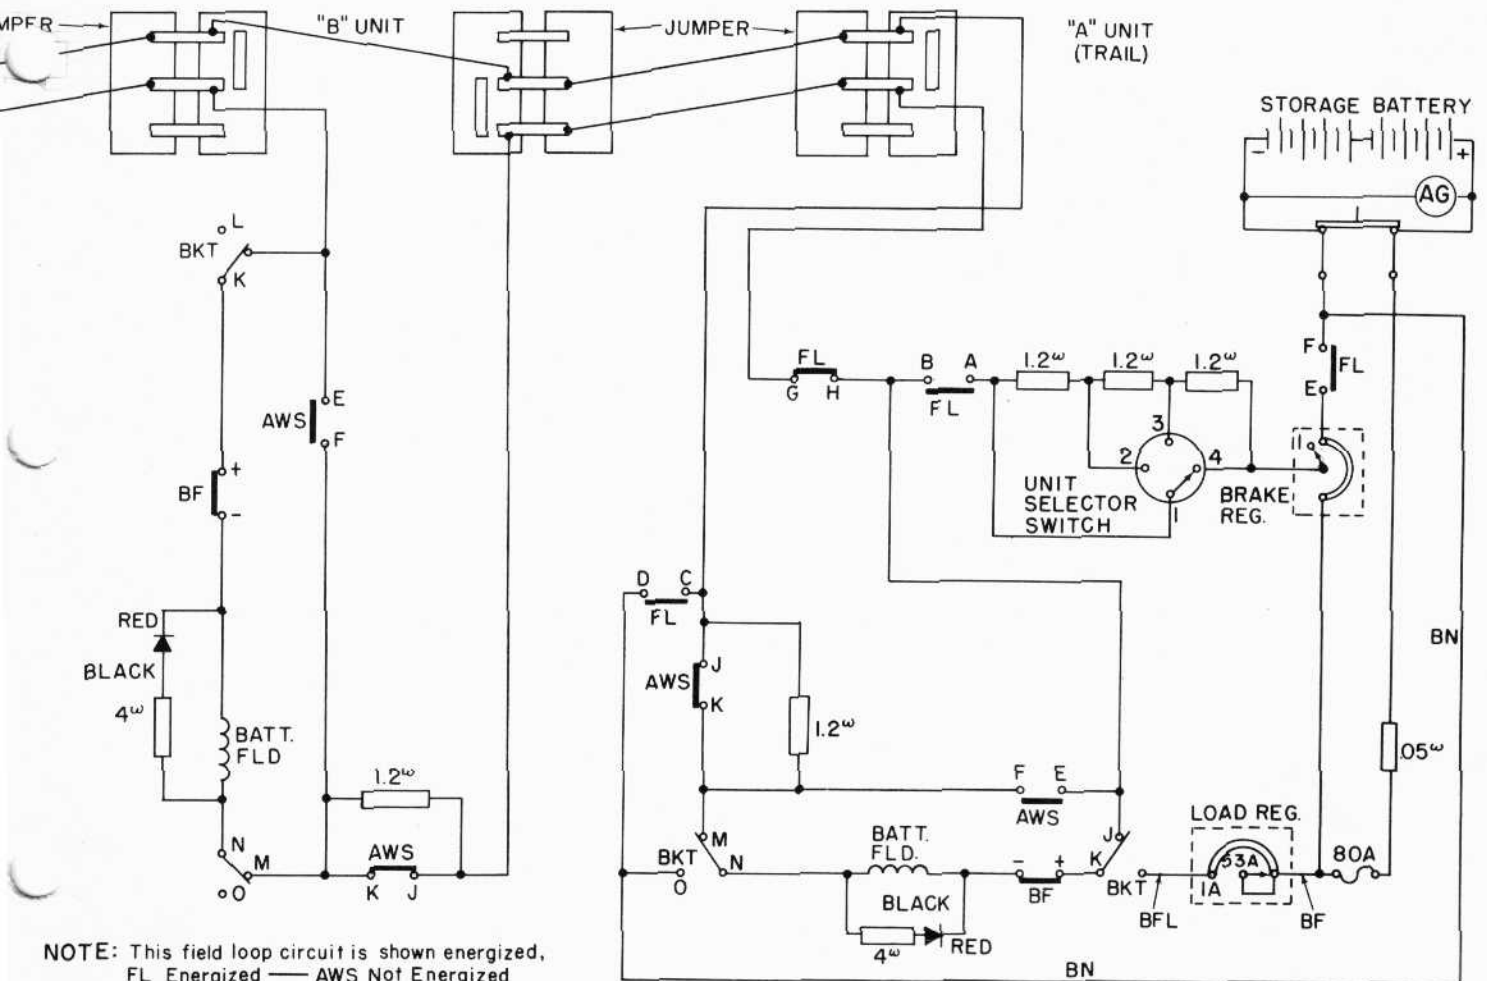 "B" UNIT
JUMPER
"A" UNIT
(TRAIL)
STORAGE BATTERY
- +
AG
L
BKT
K
FL
G H
B A
FL
1.2ω 1.2ω 1.2ω
F
FL
E
E
AWS
F
3
2 4
1
UNIT
SELECTOR
SWITCH
BRAKE
REG.
+
BF
-
D C
FL
BN
RED
BLACK
4ω
BATT.
FLD
J
AWS
K
1.2ω
.05ω
1.2ω
F E
AWS
LOAD REG.
N
M
O
AWS
K J
M
BKT N
O
BATT.
FLD.
- +
BF
J
K
BKT
BFL
1A
53A
BF
80A
BLACK
RED
4ω
BN
NOTE: This field loop circuit is shown energized,
FL Energized — AWS Not Energized